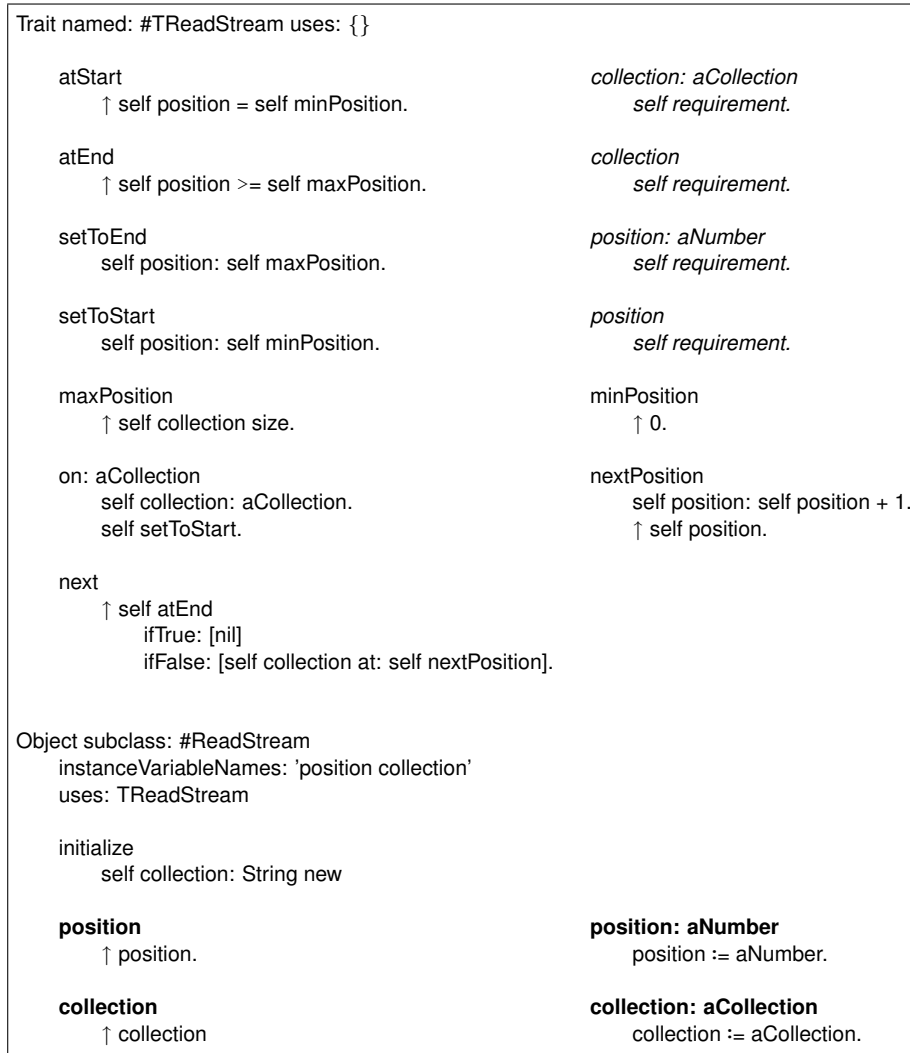 Trait named: #TReadStream uses: {}
atStart
↑ self position = self minPosition.
collection: aCollection
self requirement.
atEnd
↑ self position >= self maxPosition.
collection
self requirement.
setToEnd
self position: self maxPosition.
position: aNumber
self requirement.
setToStart
self position: self minPosition.
position
self requirement.
maxPosition
↑ self collection size.
minPosition
↑ 0.
on: aCollection
self collection: aCollection.
self setToStart.
nextPosition
self position: self position + 1.
↑ self position.
next
↑ self atEnd
ifTrue: [nil]
ifFalse: [self collection at: self nextPosition].
Object subclass: #ReadStream
instanceVariableNames: ’position collection’
uses: TReadStream
initialize
self collection: String new
position
↑ position.
position: aNumber
position := aNumber.
collection
↑ collection
collection: aCollection
collection := aCollection.